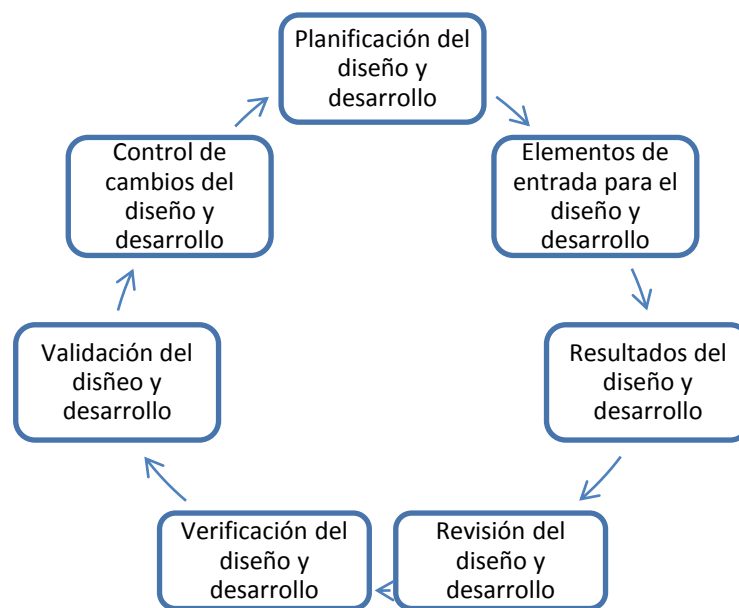 Planificación del
diseño y
desarrollo
Elementos de
entrada para el
diseño y
desarrollo
Resultados del
diseño y
desarrollo
Revisión del
diseño y
desarrollo
Verificación del
diseño y
desarrollo
Validación del
disñeo y
desarrollo
Control de
cambios del
diseño y
desarrollo